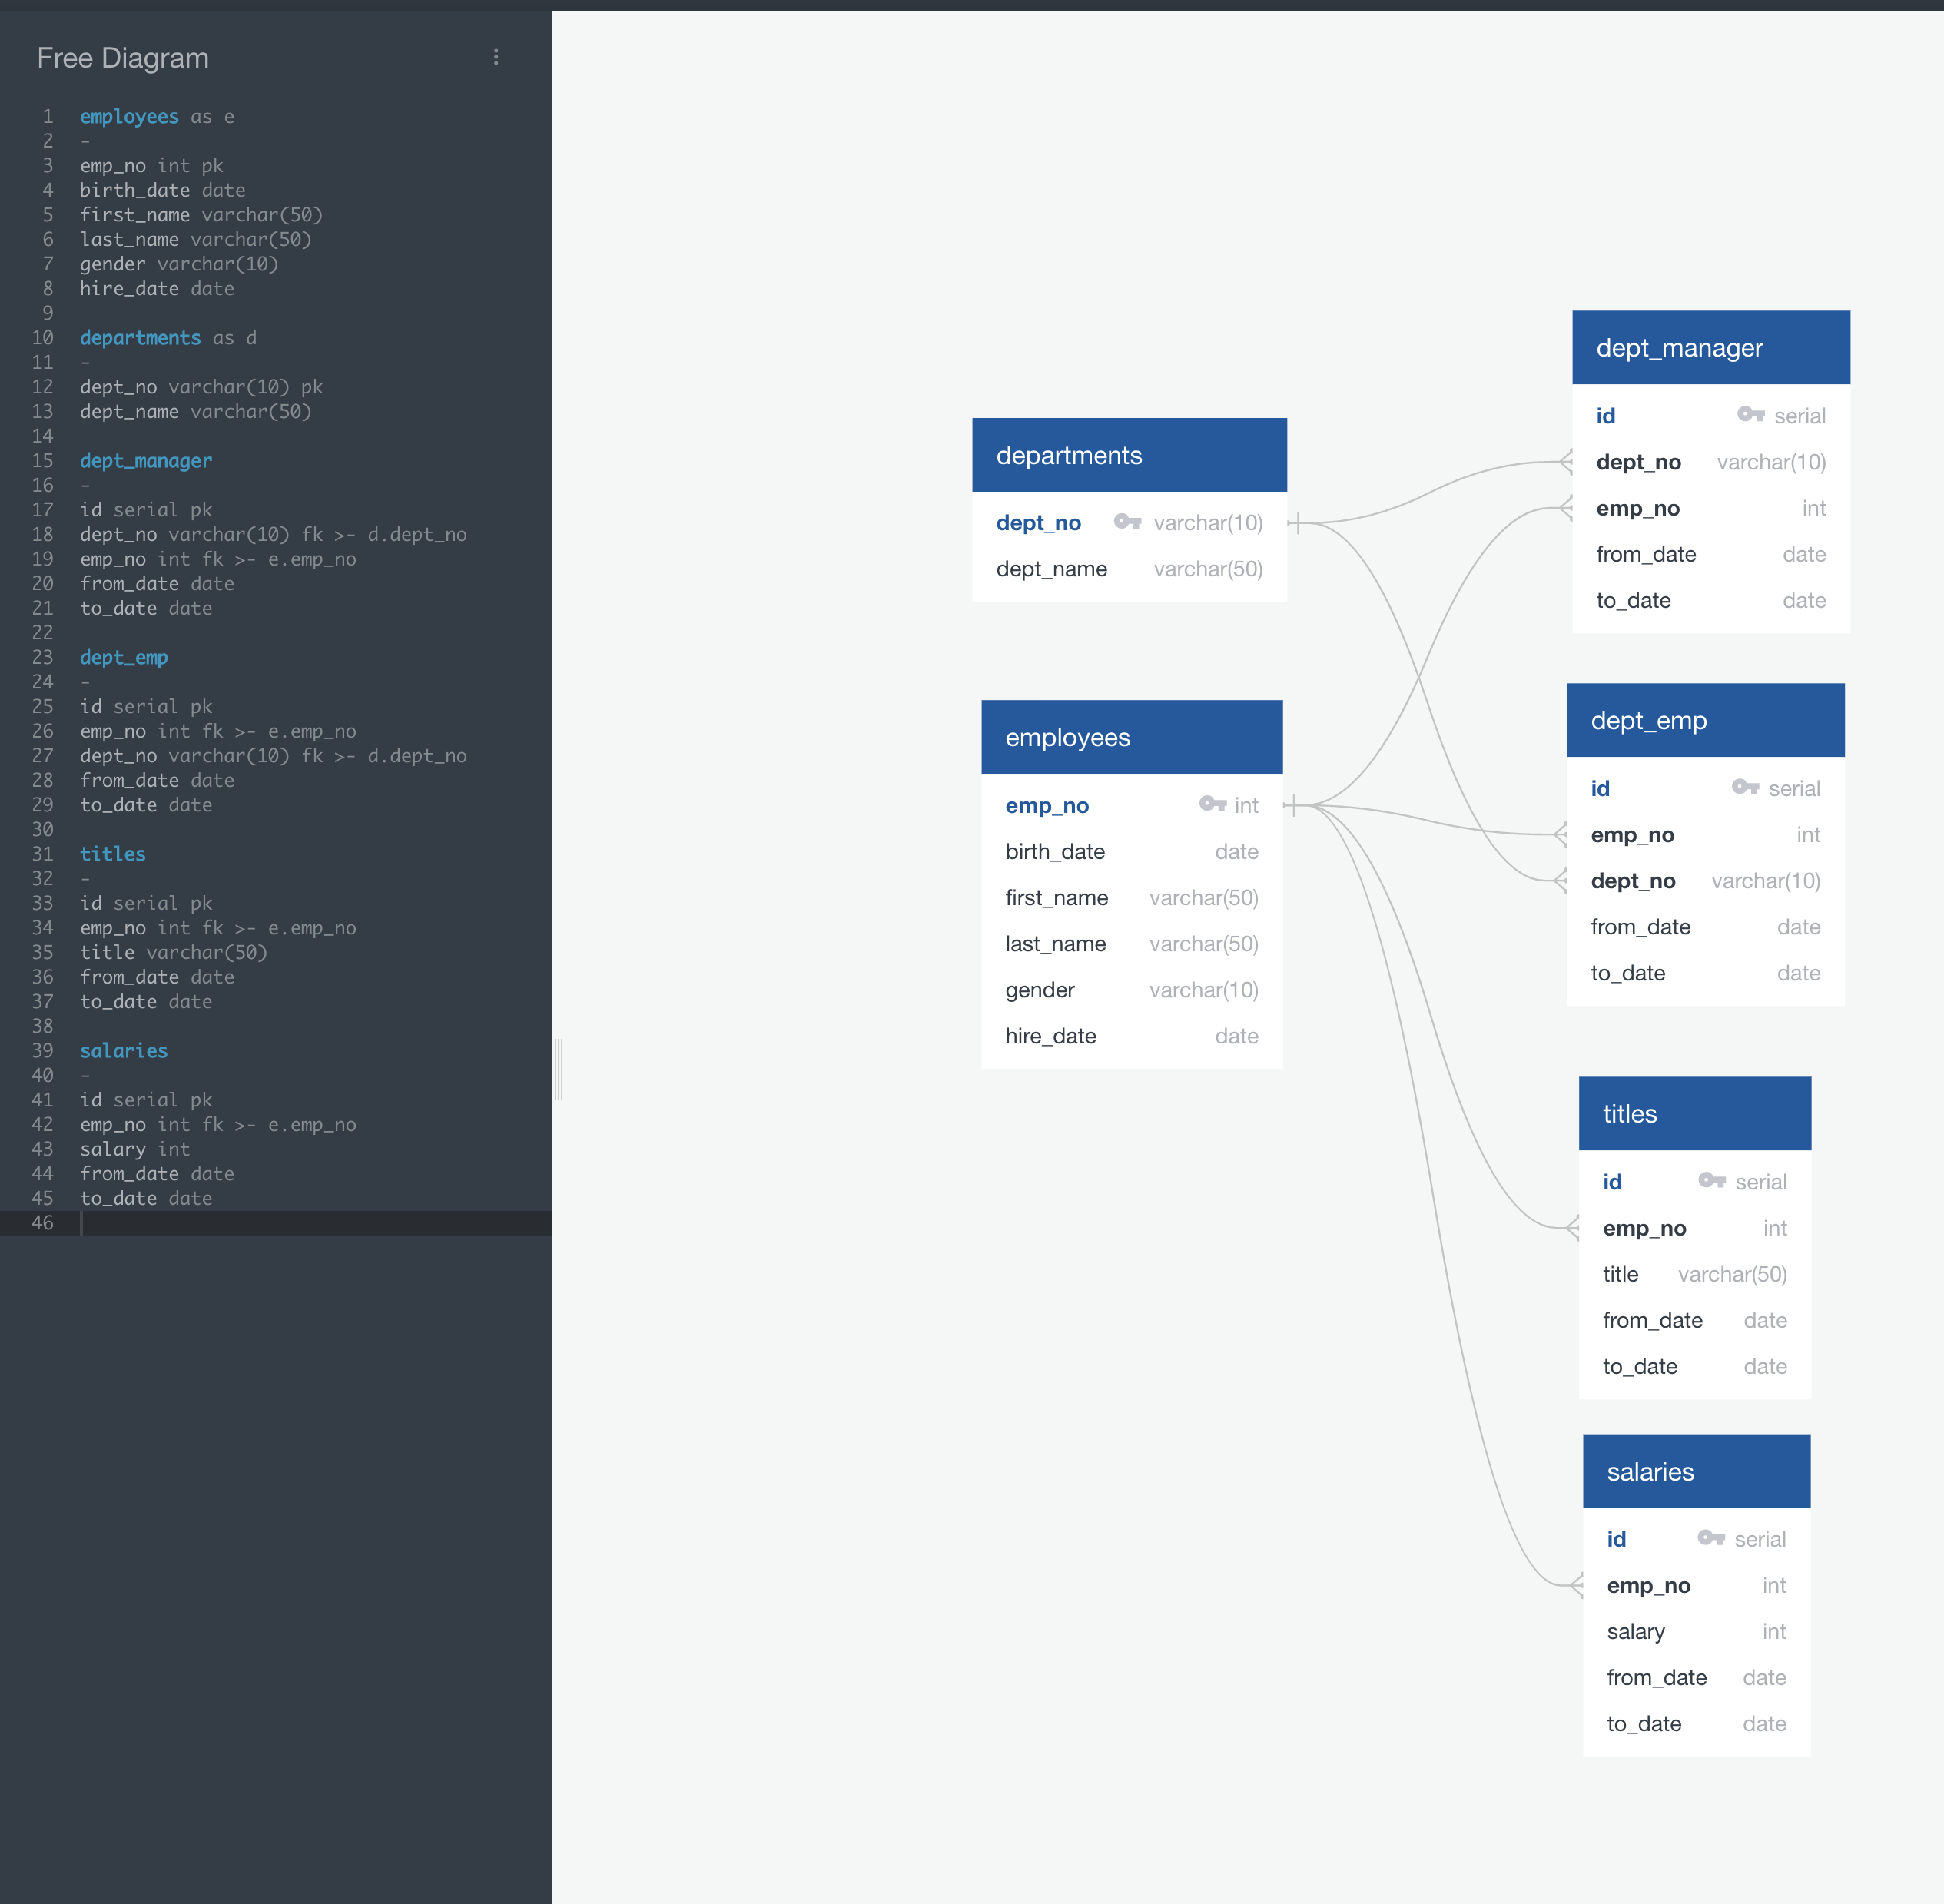 Free Diagram
1 employees as e
2 -
3 emp_no int pk
4 birth_date date
5 first_name varchar(50)
6 last_name varchar(50)
7 gender varchar(10)
8 hire_date date
9
10 departments as d
11 -
12 dept_no varchar(10) pk
13 dept_name varchar(50)
14
15 dept_manager
16 -
17 id serial pk
18 dept_no varchar(10) fk >- d.dept_no
19 emp_no int fk >- e.emp_no
20 from_date date
21 to_date date
22
23 dept_emp
24 -
25 id serial pk
26 emp_no int fk >- e.emp_no
27 dept_no varchar(10) fk >- d.dept_no
28 from_date date
29 to_date date
30
31 titles
32 -
33 id serial pk
34 emp_no int fk >- e.emp_no
35 title varchar(50)
36 from_date date
37 to_date date
38
39 salaries
40 -
41 id serial pk
42 emp_no int fk >- e.emp_no
43 salary int
44 from_date date
45 to_date date
46
departments
dept_no varchar(10)
dept_name varchar(50)
employees
emp_no int
birth_date date
first_name varchar(50)
last_name varchar(50)
gender varchar(10)
hire_date date
dept_manager
id serial
dept_no varchar(10)
emp_no int
from_date date
to_date date
dept_emp
id serial
emp_no int
dept_no varchar(10)
from_date date
to_date date
titles
id serial
emp_no int
title varchar(50)
from_date date
to_date date
salaries
id serial
emp_no int
salary int
from_date date
to_date date